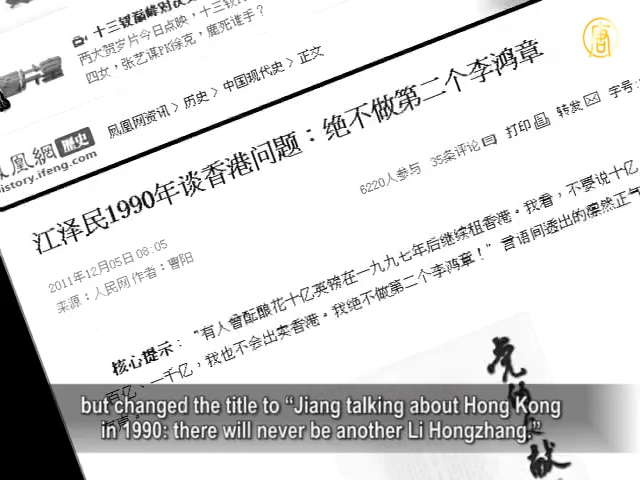 十三钗巅峰对决
两大贺岁片今日点映，十三钗
四女，张艺谋PK徐克，鹿死谁手？
凤凰网资讯 > 历史 > 中国现代史 > 正文
凰網 歷史
history.ifeng.com
江泽民1990年谈香港问题：绝不做第二个李鸿章
6220人参与 35条评论 打印 转发 字号：
2011年12月05日 08:05
来源：人民网 作者：曹阳
核心提示：“有人曾酝酿花十亿英镑在一九九七年后继续租香港。我看，不要说十亿、
百亿、一千亿，我也不会出卖香港。我绝不做第二个李鸿章！”言语间透出的凛然正气
but changed the title to “Jiang talking about Hong Kong
in 1990: there will never be another Li Hongzhang.”